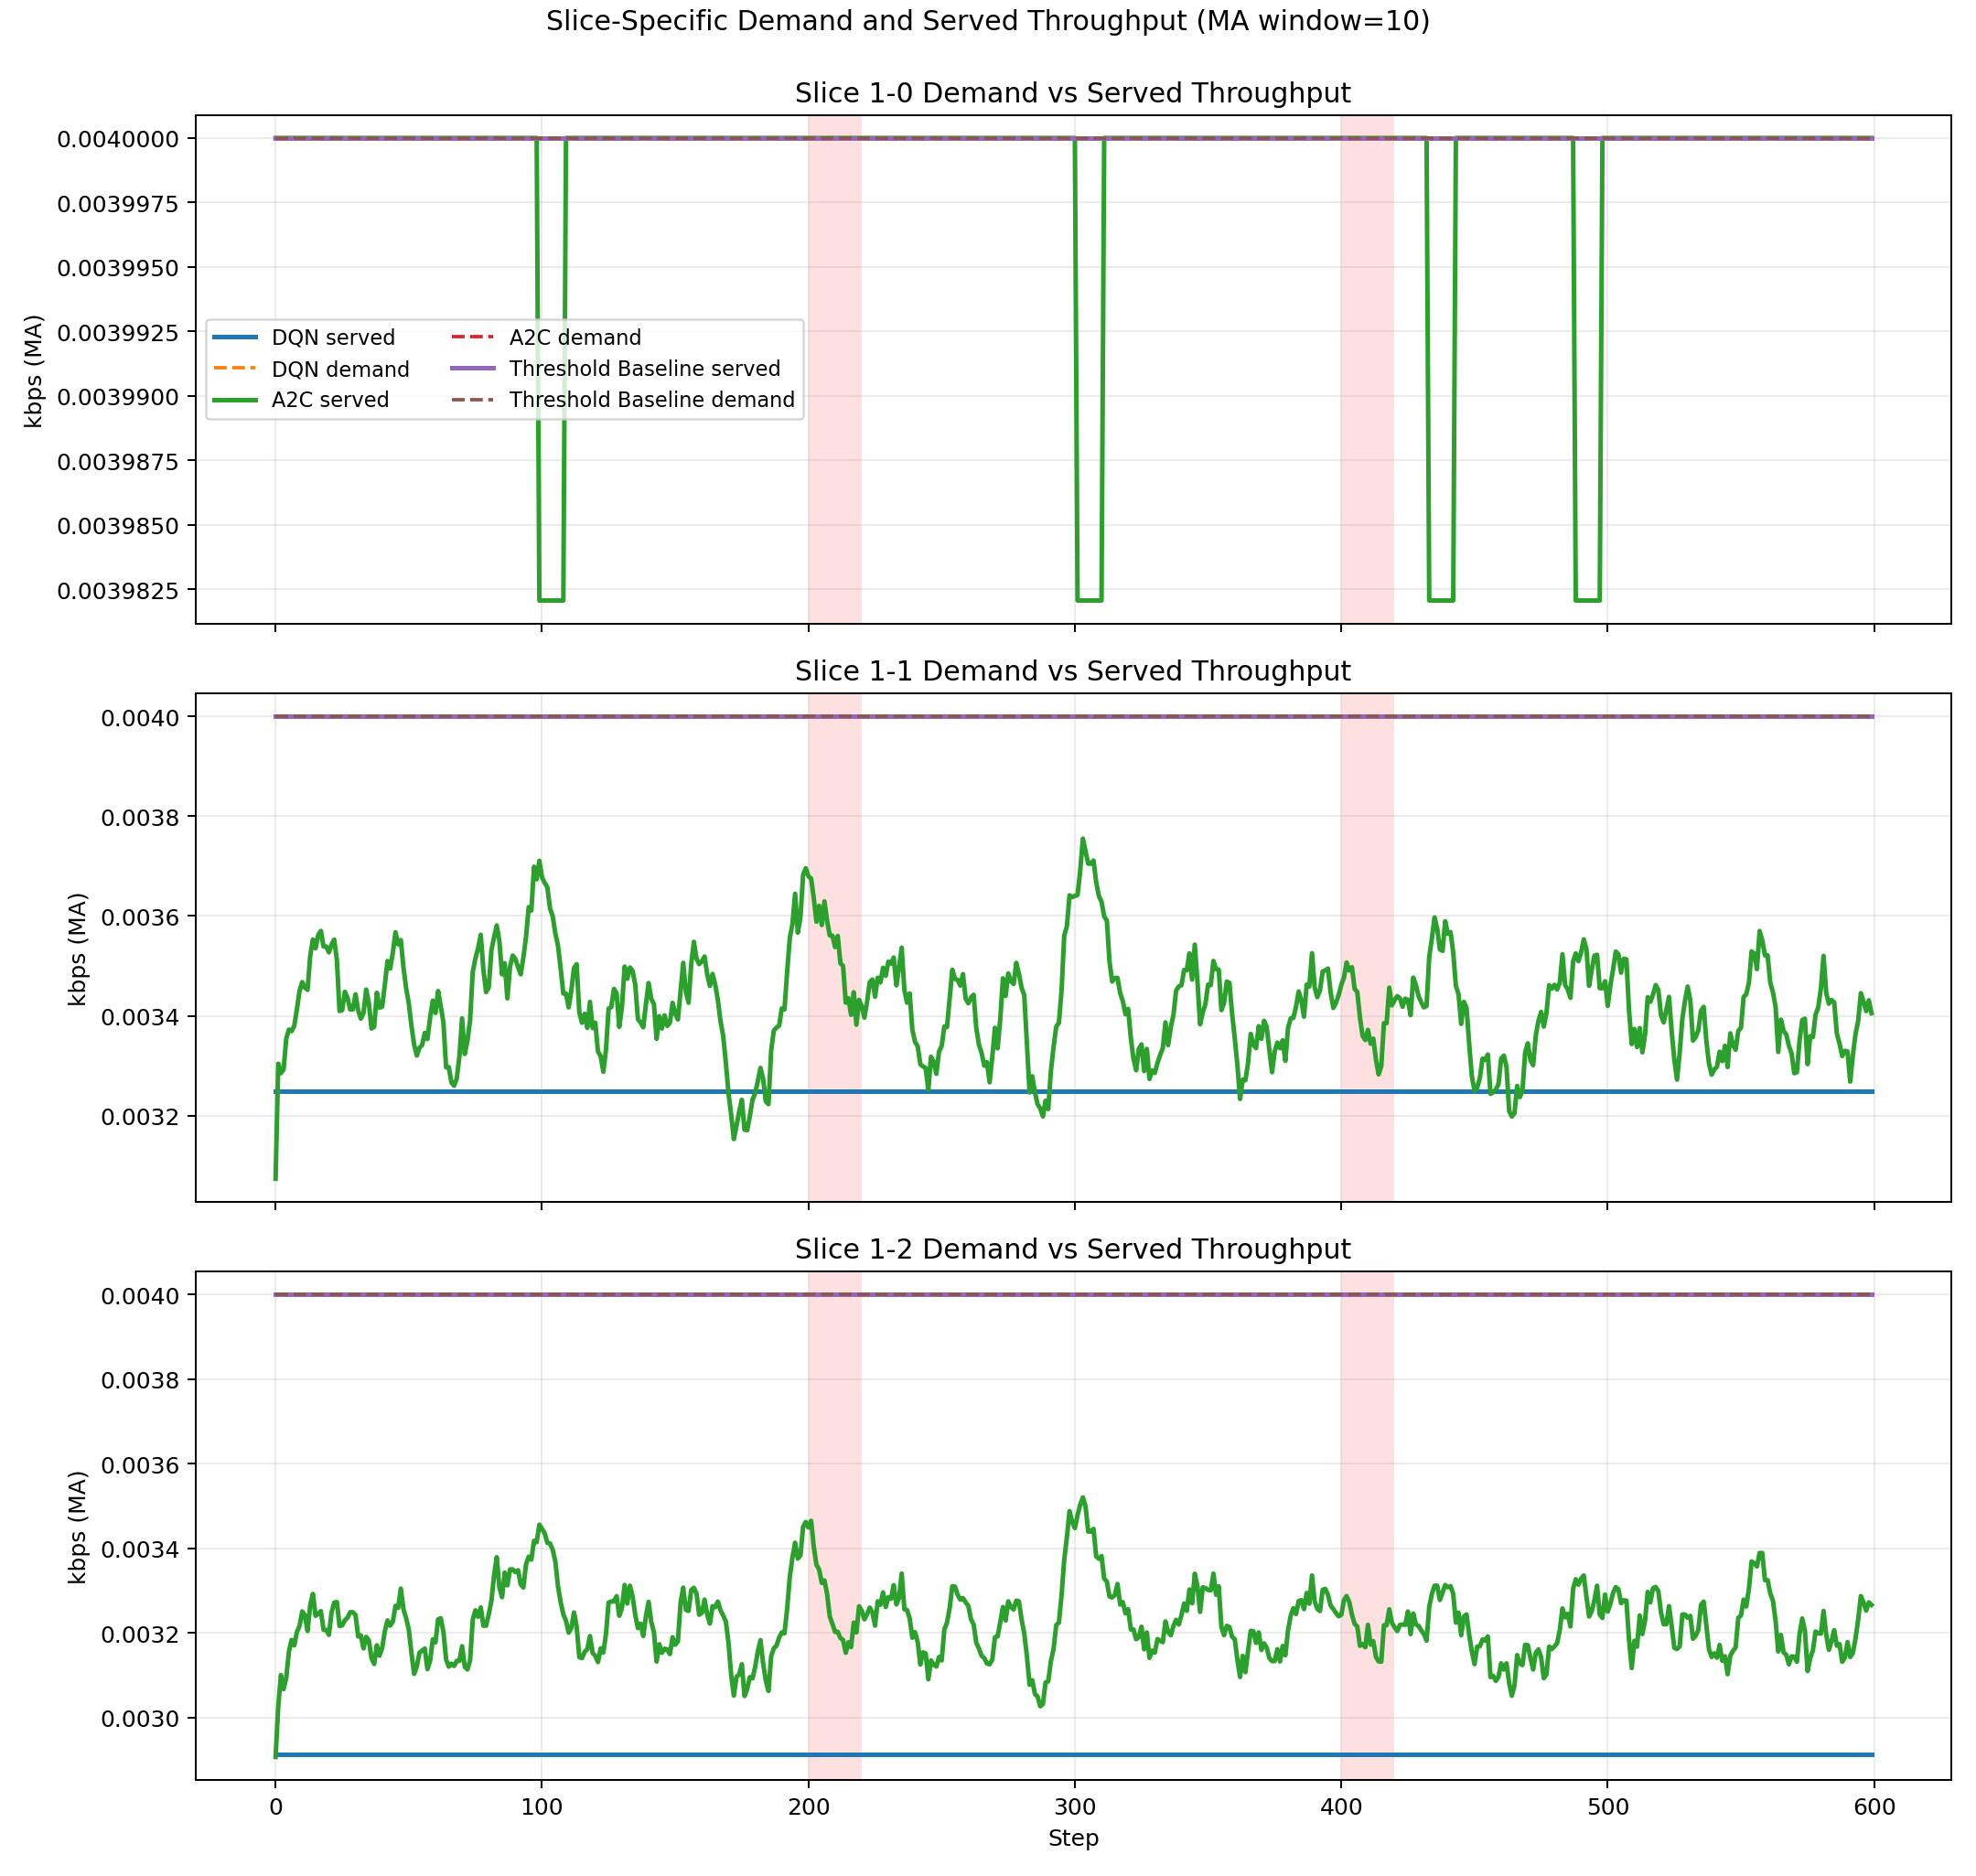 Slice-Specific Demand and Served Throughput (MA window=10)
Slice 1-0 Demand vs Served Throughput
0.0040000
0.0039975
0.0039950
0.0039925
0.0039900
0.0039875
0.0039850
0.0039825
kbps (MA)
DQN served
DQN demand
A2C served
A2C demand
Threshold Baseline served
Threshold Baseline demand
Slice 1-1 Demand vs Served Throughput
0.0040
0.0038
0.0036
0.0034
0.0032
kbps (MA)
Slice 1-2 Demand vs Served Throughput
0.0040
0.0038
0.0036
0.0034
0.0032
0.0030
kbps (MA)
0 100 200 300 400 500 600
Step